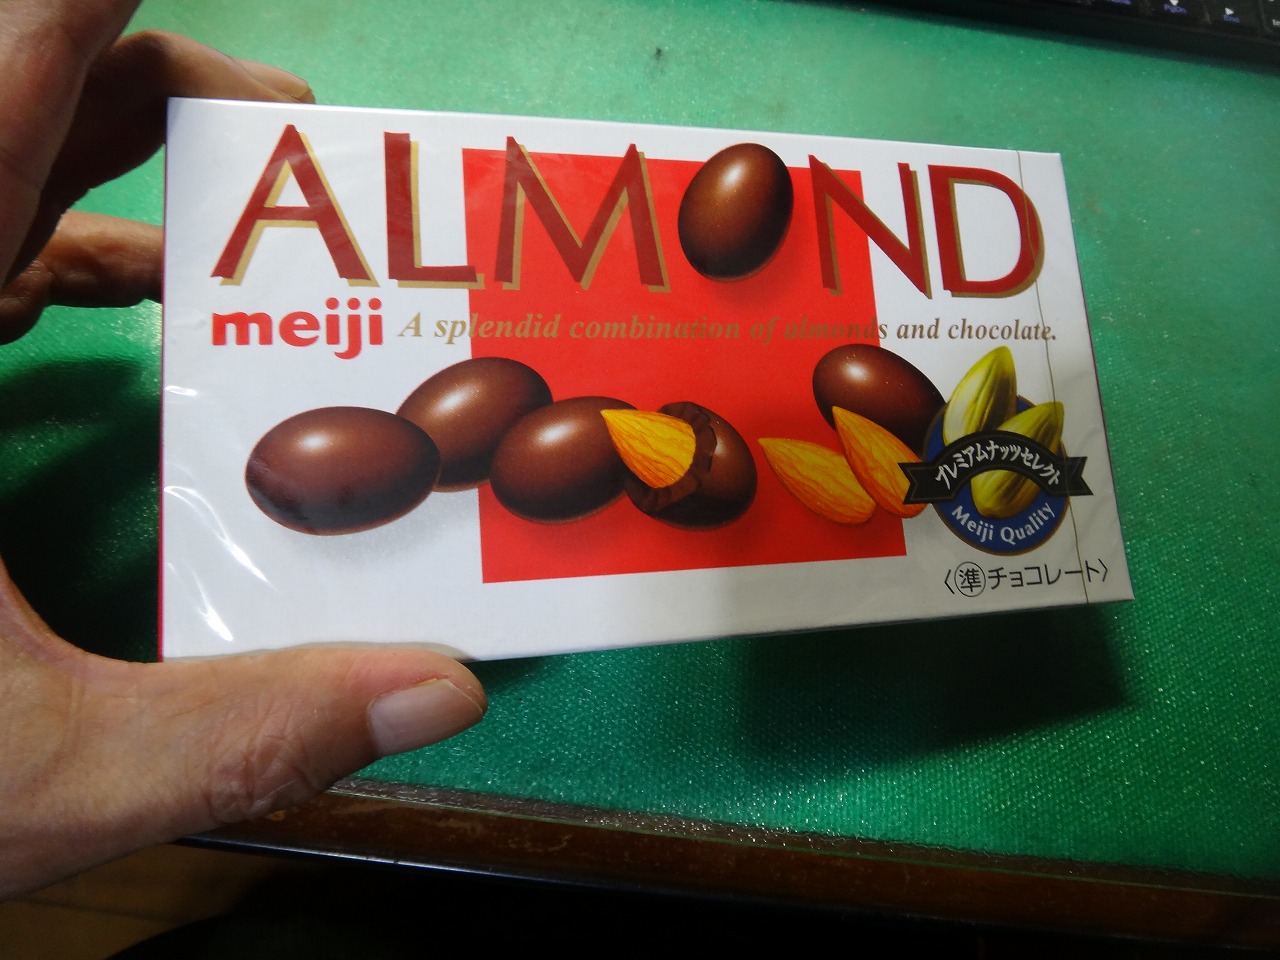 ALMOND
meiji A splendid combination of almonds and chocolate.
プレミアムナッツセレクト
Meiji Quality
〈㊗チョコレート〉